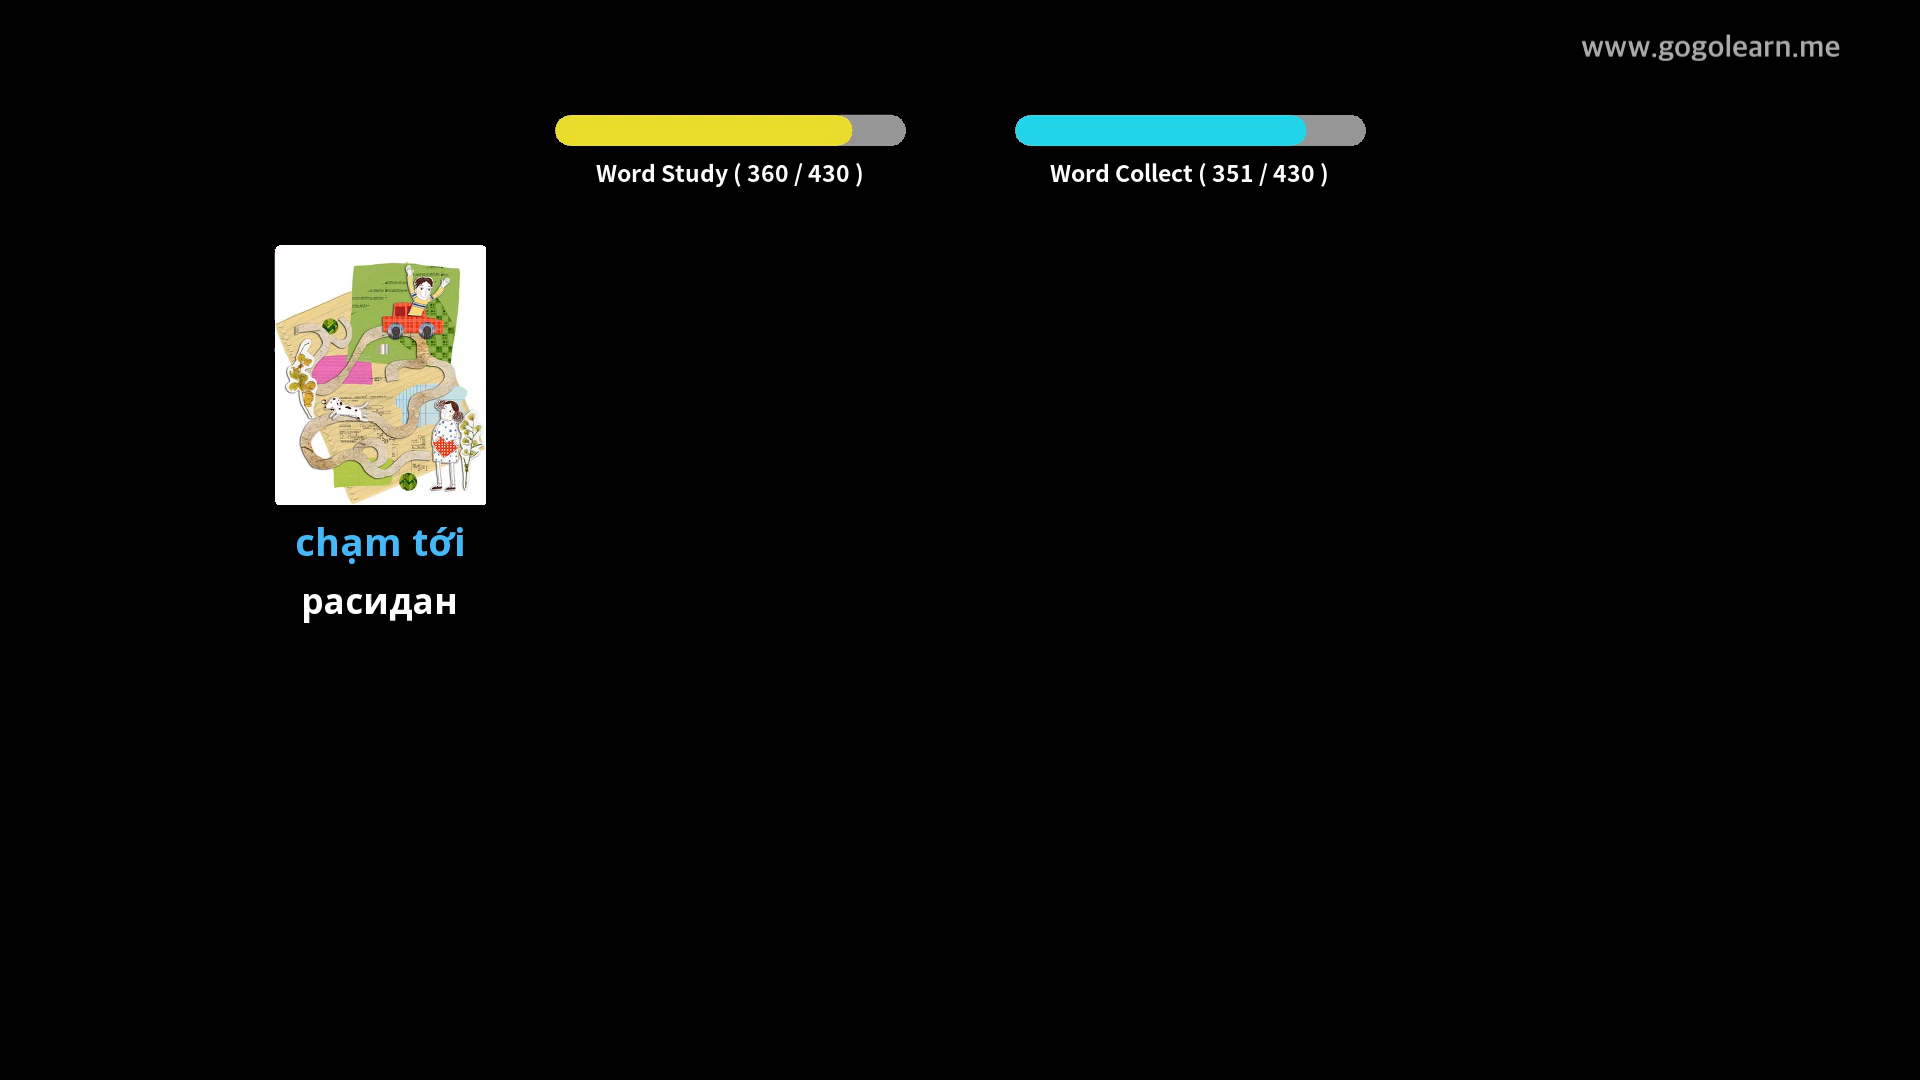 www.gogolearn.me
Word Study ( 360 / 430 )
Word Collect ( 351 / 430 )
chạm tới
расидан